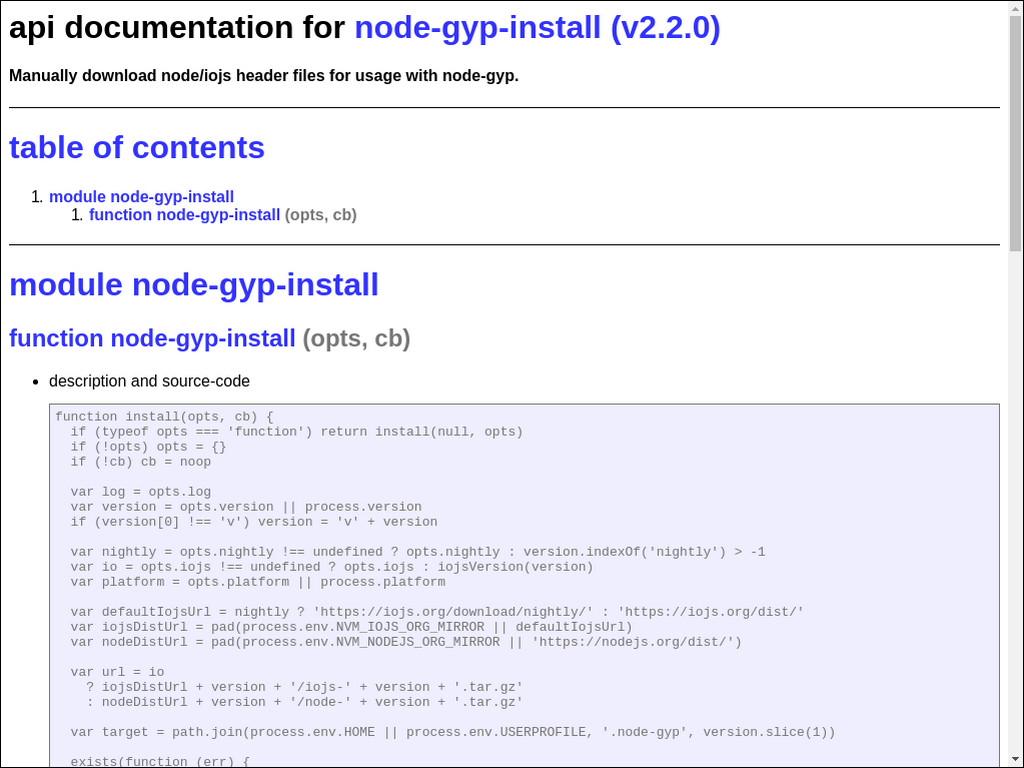 api documentation for node-gyp-install (v2.2.0)
Manually download node/iojs header files for usage with node-gyp.
table of contents
1. module node-gyp-install
1. function node-gyp-install (opts, cb)
module node-gyp-install
function node-gyp-install (opts, cb)
• description and source-code
function install(opts, cb) {
  if (typeof opts === 'function') return install(null, opts)
  if (!opts) opts = {}
  if (!cb) cb = noop

  var log = opts.log
  var version = opts.version || process.version
  if (version[0] !== 'v') version = 'v' + version

  var nightly = opts.nightly !== undefined ? opts.nightly : version.indexOf('nightly') > -1
  var io = opts.iojs !== undefined ? opts.iojs : iojsVersion(version)
  var platform = opts.platform || process.platform

  var defaultIojsUrl = nightly ? 'https://iojs.org/download/nightly/' : 'https://iojs.org/dist/'
  var iojsDistUrl = pad(process.env.NVM_IOJS_ORG_MIRROR || defaultIojsUrl)
  var nodeDistUrl = pad(process.env.NVM_NODEJS_ORG_MIRROR || 'https://nodejs.org/dist/')

  var url = io
    ? iojsDistUrl + version + '/iojs-' + version + '.tar.gz'
    : nodeDistUrl + version + '/node-' + version + '.tar.gz'

  var target = path.join(process.env.HOME || process.env.USERPROFILE, '.node-gyp', version.slice(1))

  exists(function (err) {